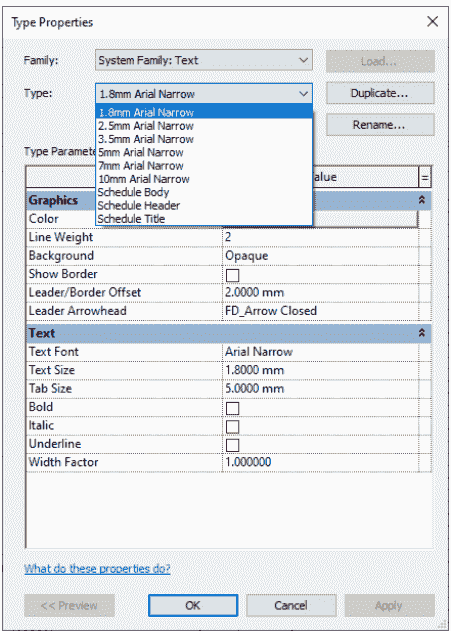 Type Properties
Family: System Family: Text Load...
Type: 1.8mm Arial Narrow Duplicate...
1.8mm Arial Narrow
2.5mm Arial Narrow
3.5mm Arial Narrow
5mm Arial Narrow
7mm Arial Narrow
10mm Arial Narrow
Schedule Body
Schedule Header
Schedule Title
Rename...
Type Paramete
alue =
Graphics
Color
Line Weight 2
Background Opaque
Show Border
Leader/Border Offset 2.0000 mm
Leader Arrowhead FD_Arrow Closed
Text
Text Font Arial Narrow
Text Size 1.8000 mm
Tab Size 5.0000 mm
Bold
Italic
Underline
Width Factor 1.000000
What do these properties do?
<< Preview OK Cancel Apply